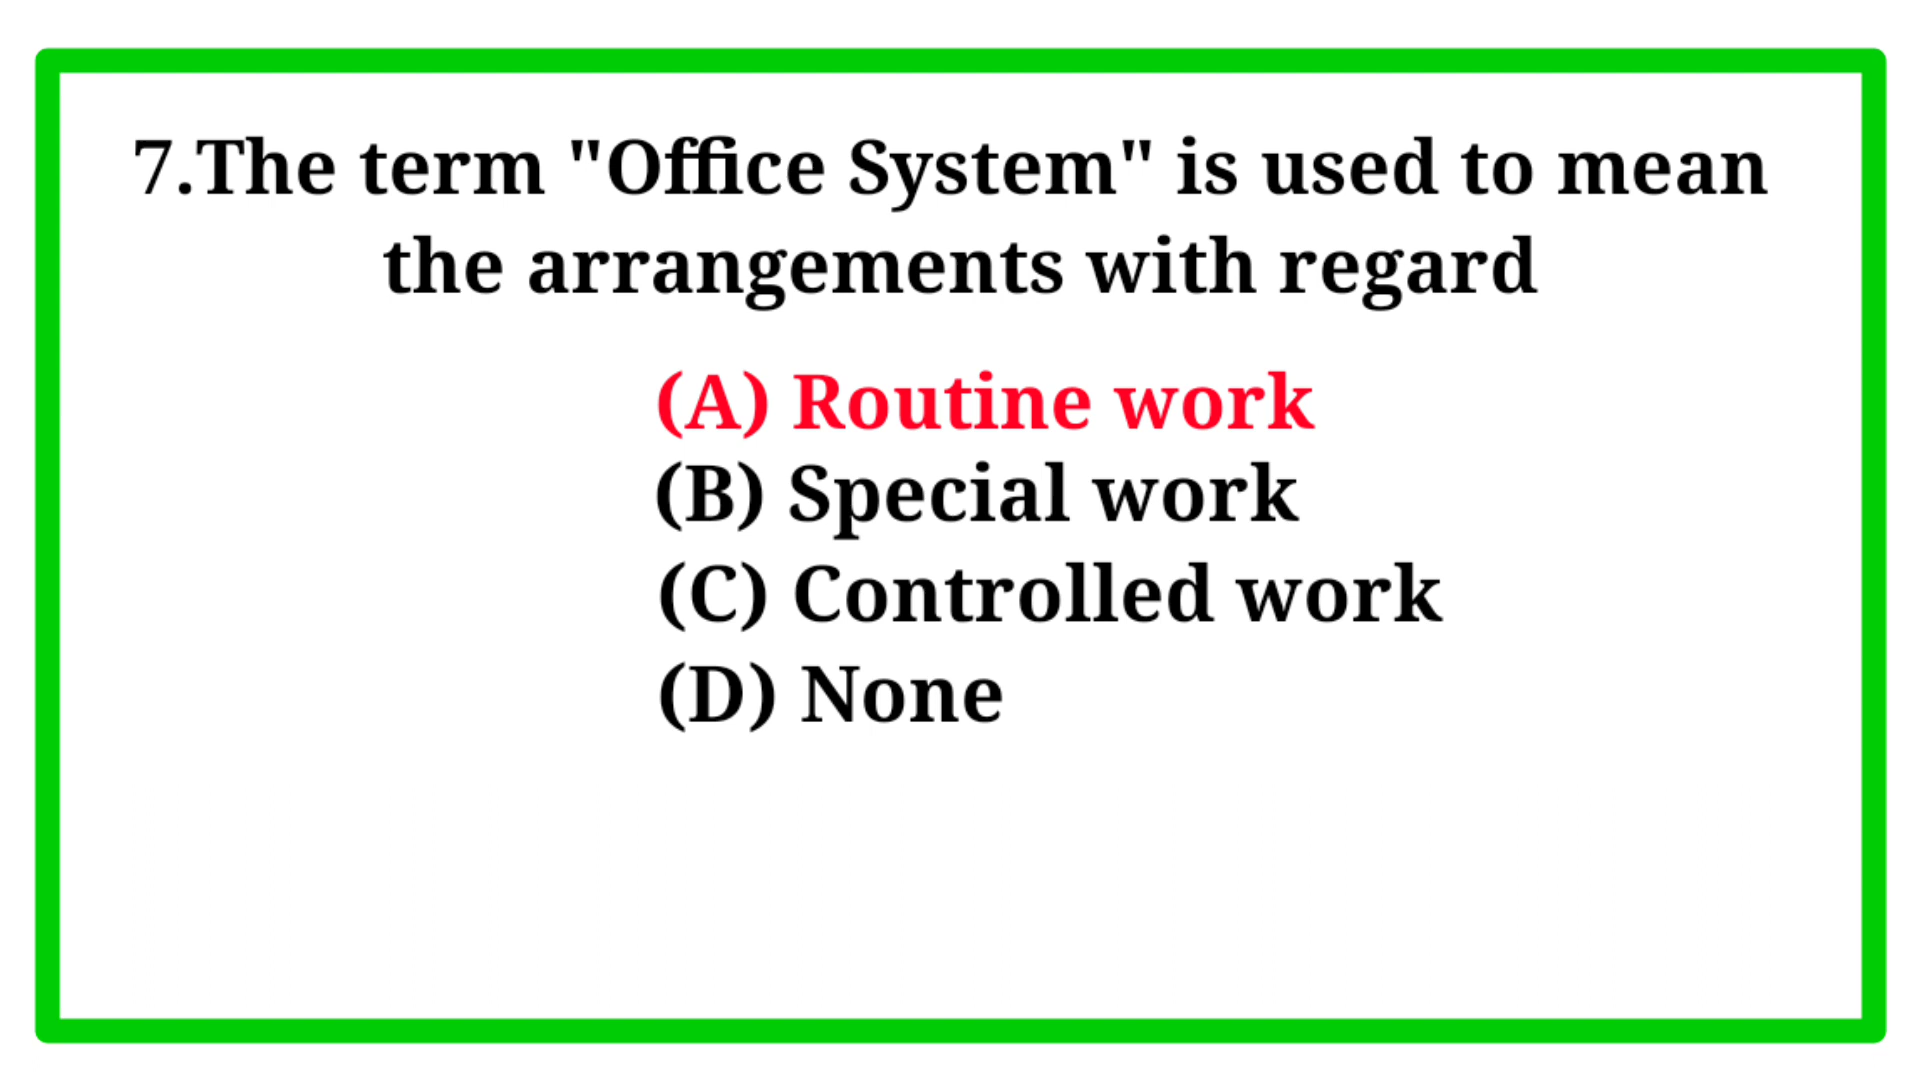 7.The term "Office System" is used to mean
the arrangements with regard
(A) Routine work
(B) Special work
(C) Controlled work
(D) None